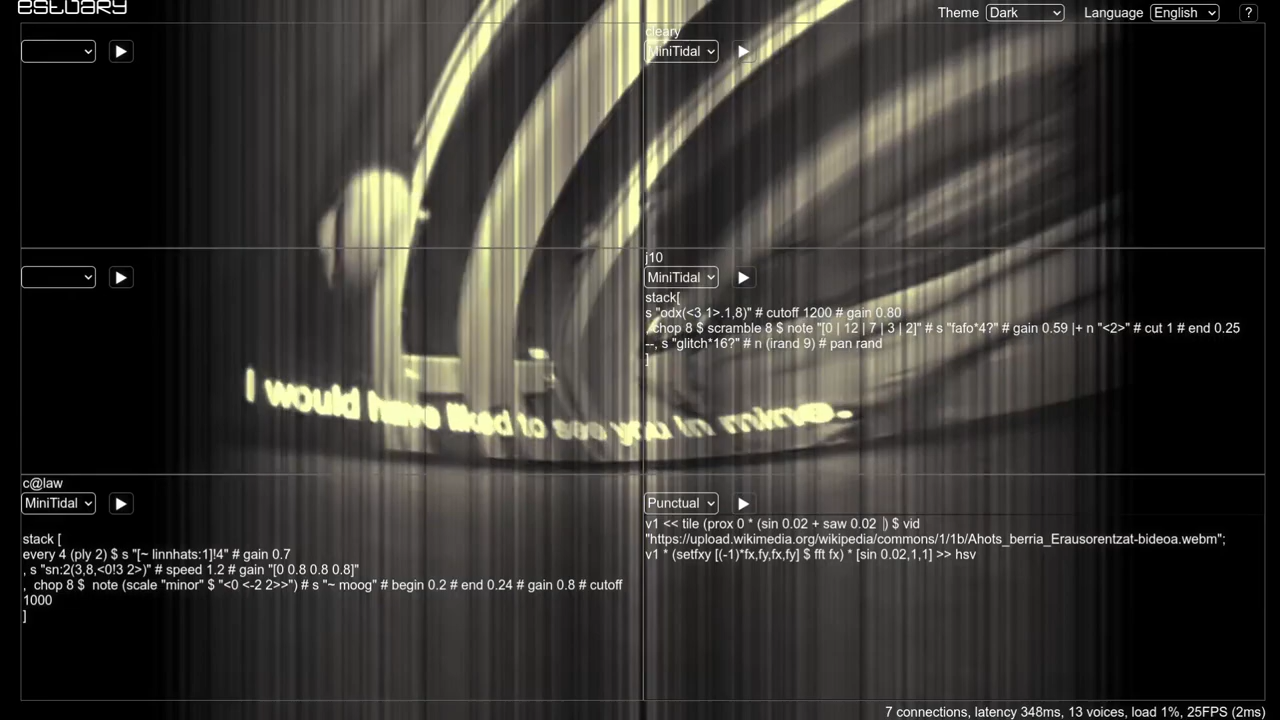 estuary
Theme Dark Language English ?
cleary
MiniTidal
j10
MiniTidal
stack[
s "odx(<3 1>.1,8)" # cutoff 1200 # gain 0.80
, chop 8 $ scramble 8 $ note "[0 | 12 | 7 | 3 | 2]" # s "fafo*4?" # gain 0.59 |+ n "<2>" # cut 1 # end 0.25
--, s "glitch*16?" # n (irand 9) # pan rand
]
I would have liked to see you in mine.
c@law
MiniTidal
stack [
every 4 (ply 2) $ s "[~ linnhats:1]!4" # gain 0.7
, s "sn:2(3,8,<0!3 2>)" # speed 1.2 # gain "[0 0.8 0.8 0.8]"
, chop 8 $ note (scale "minor" $ "<0 <-2 2>>") # s "~ moog" # begin 0.2 # end 0.24 # gain 0.8 # cutoff
1000
]
Punctual
v1 << tile (prox 0 * (sin 0.02 + saw 0.02 ) $ vid
"https://upload.wikimedia.org/wikipedia/commons/1/1b/Ahots_berria_Erausorentzat-bideoa.webm";
v1 * (setfxy [(-1)*fx,fy,fx,fy] $ fft fx) * [sin 0.02,1,1] >> hsv
7 connections, latency 348ms, 13 voices, load 1%, 25FPS (2ms)